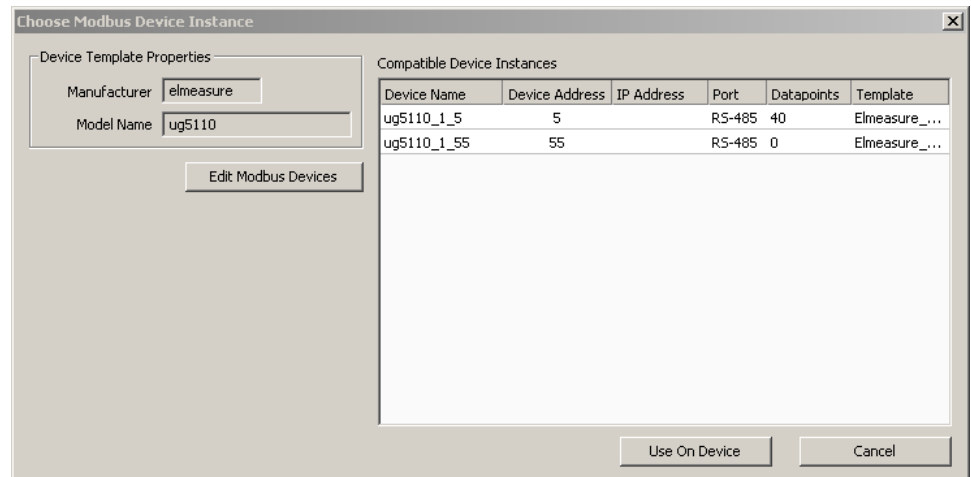 Choose Modbus Device Instance
Device Template Properties
Manufacturer elmeasure
Model Name ug5110
Edit Modbus Devices
Compatible Device Instances
Device Name Device Address IP Address Port Datapoints Template
ug5110_1_5 5 RS-485 40 Elmeasure_...
ug5110_1_55 55 RS-485 0 Elmeasure_...
Use On Device Cancel